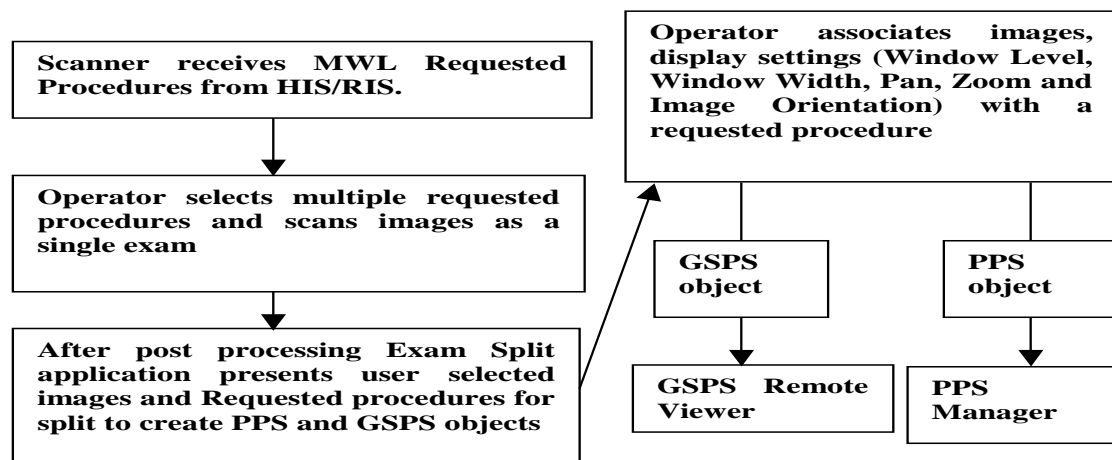 Scanner receives MWL Requested
Procedures from HIS/RIS.
Operator selects multiple requested
procedures and scans images as a
single exam
After post processing Exam Split
application presents user selected
images and Requested procedures for
split to create PPS and GSPS objects
Operator associates images,
display settings (Window Level,
Window Width, Pan, Zoom and
Image Orientation) with a
requested procedure
GSPS
object
PPS
object
GSPS Remote
Viewer
PPS
Manager